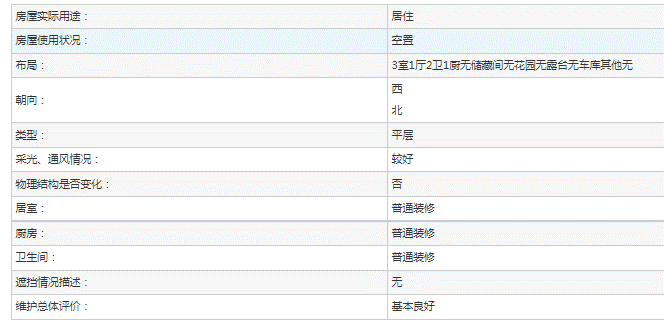 房屋实际用途：
居住
房屋使用状况：
空置
布局：
3室1厅2卫1厨无储藏间无花园无露台无车库其他无
朝向：
西
北
类型：
平层
采光、通风情况：
较好
物理结构是否变化：
否
居室：
普通装修
厨房：
普通装修
卫生间：
普通装修
遮挡情况描述：
无
维护总体评价：
基本良好